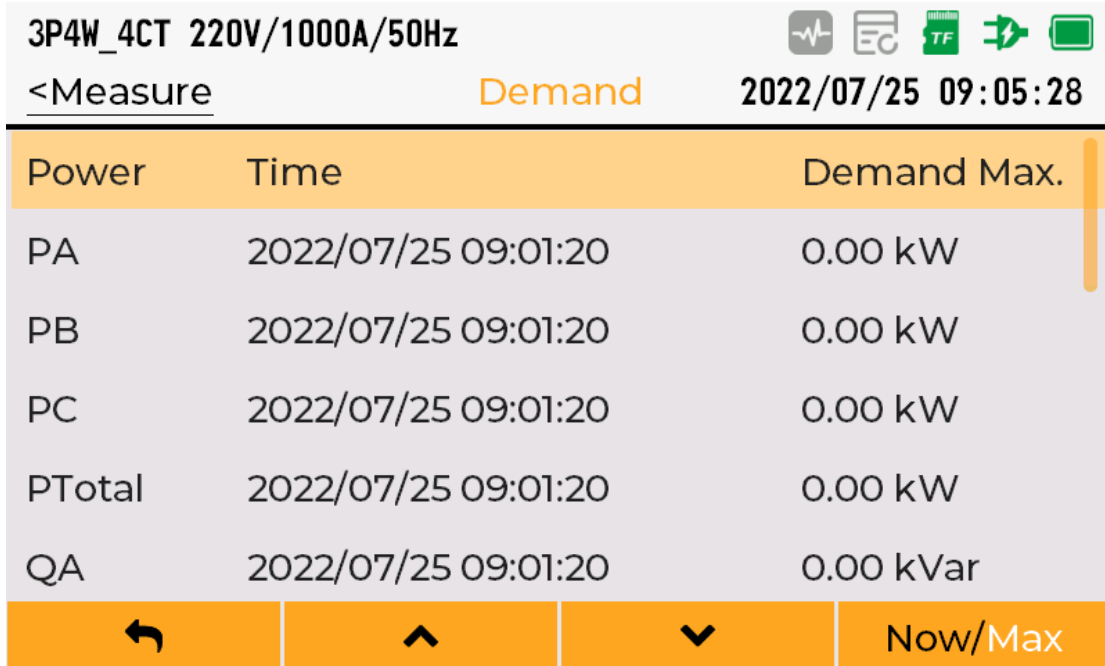 3P4W_4CT 220V/1000A/50Hz TF
<Measure Demand 2022/07/25 09:05:28
Power Time Demand Max.
PA 2022/07/25 09:01:20 0.00 kW
PB 2022/07/25 09:01:20 0.00 kW
PC 2022/07/25 09:01:20 0.00 kW
PTotal 2022/07/25 09:01:20 0.00 kW
QA 2022/07/25 09:01:20 0.00 kVar
Now/Max